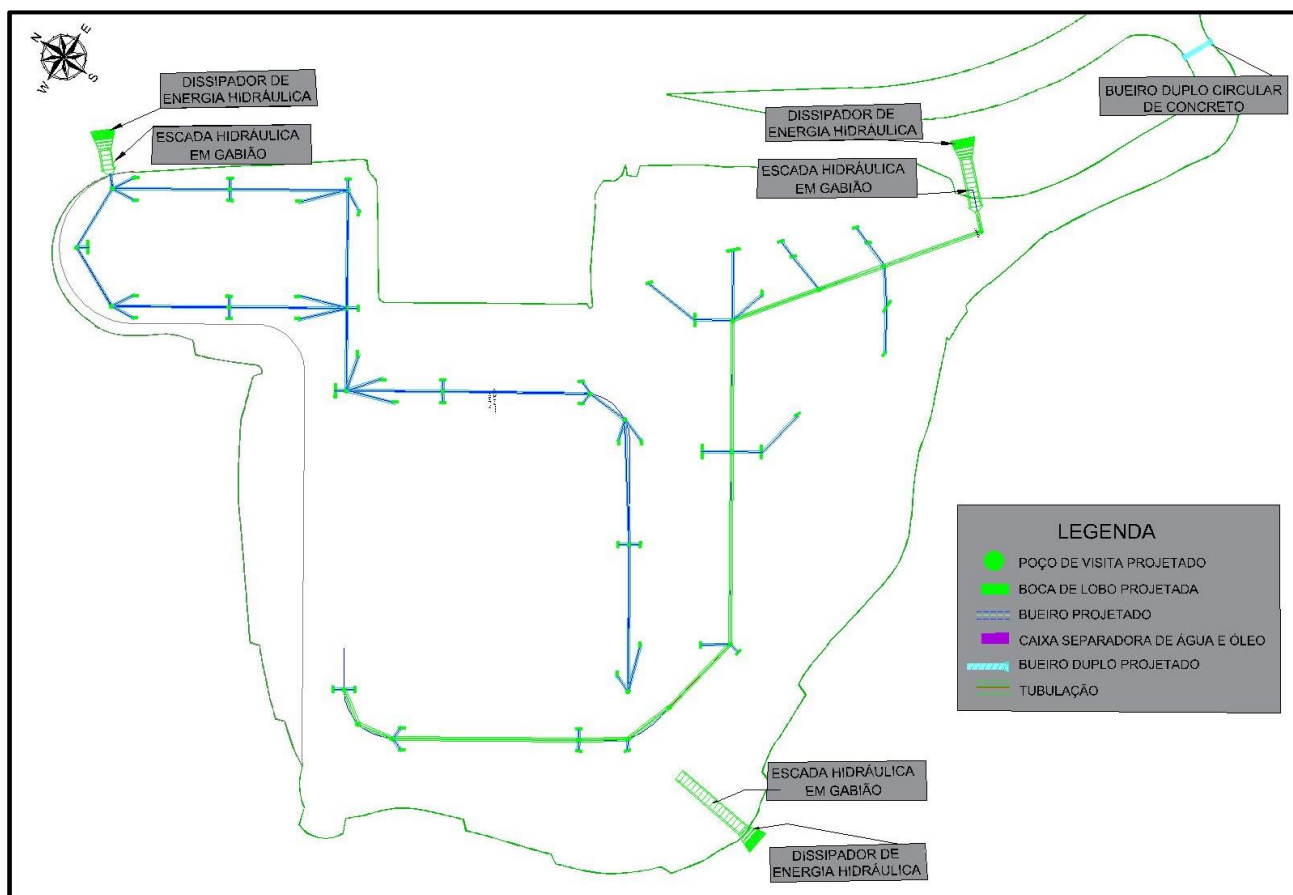 N
E
W
S
DISSIPADOR DE
ENERGIA HIDRÁULICA
ESCADA HIDRÁULICA
EM GABIÃO
DISSIPADOR DE
ENERGIA HIDRÁULICA
ESCADA HIDRÁULICA
EM GABIÃO
BUEIRO DUPLO CIRCULAR
DE CONCRETO
LEGENDA
POÇO DE VISITA PROJETADO
BOCA DE LOBO PROJETADA
BUEIRO PROJETADO
CAIXA SEPARADORA DE ÁGUA E ÓLEO
BUEIRO DUPLO PROJETADO
TUBULAÇÃO
ESCADA HIDRÁULICA
EM GABIÃO
DISSIPADOR DE
ENERGIA HIDRÁULICA